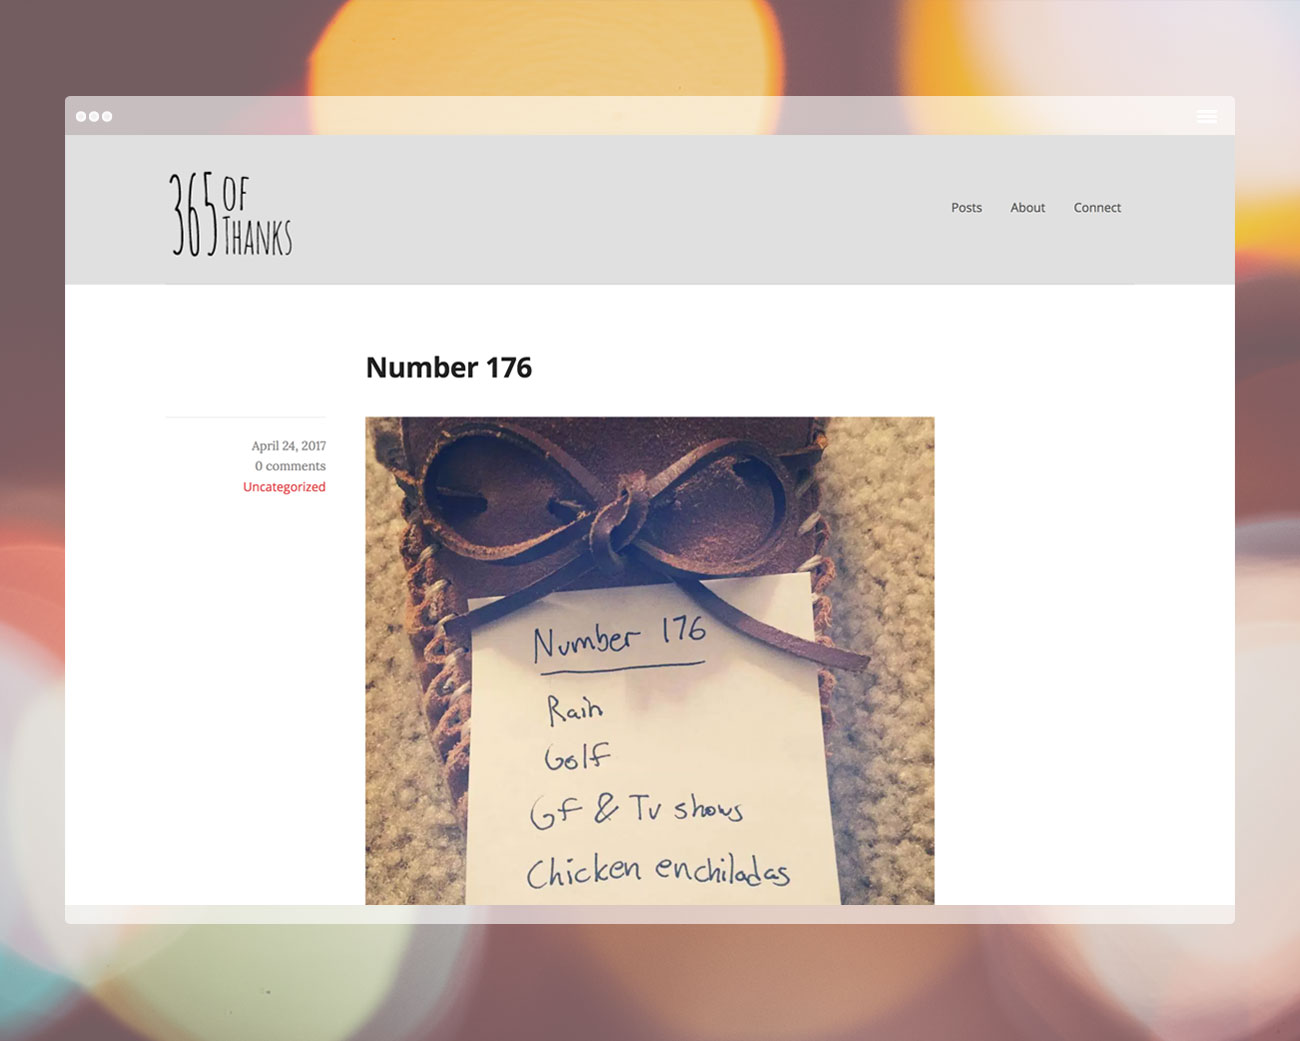 365 OF
THANKS
Posts About Connect
Number 176
April 24, 2017
0 comments
Uncategorized
Number 176
Rain
Golf
Gf & Tv shows
Chicken enchiladas